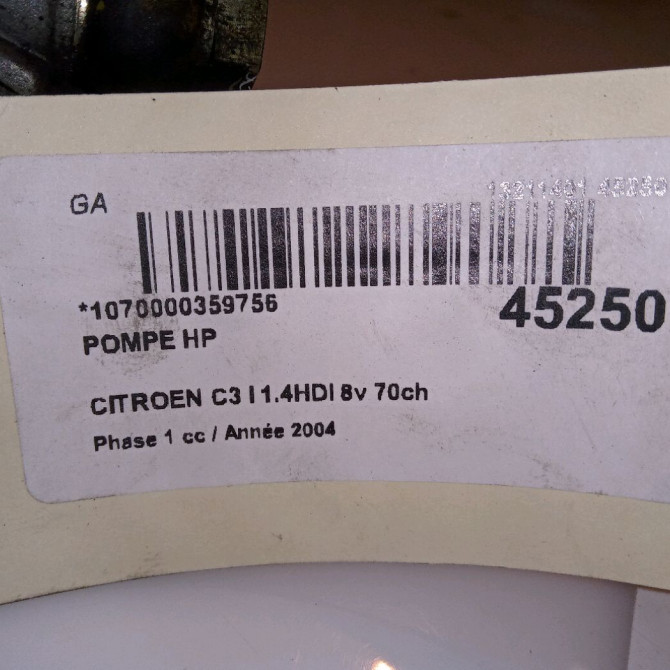 GA
*1070000359756
45250
POMPE HP
CITROEN C3 I 1.4HDI 8v 70ch
Phase 1 cc / Année 2004